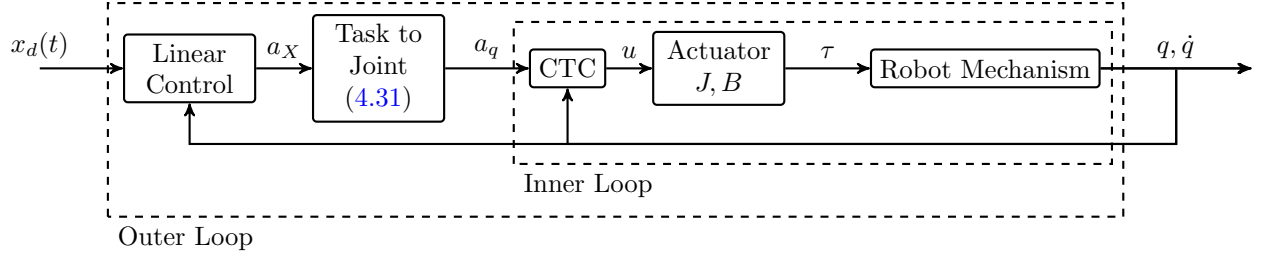 x_d(t)
Linear
Control
a_X
Task to
Joint
(4.31)
a_q
CTC
u
Actuator
J, B
τ
Robot Mechanism
q, q̇
Inner Loop
Outer Loop